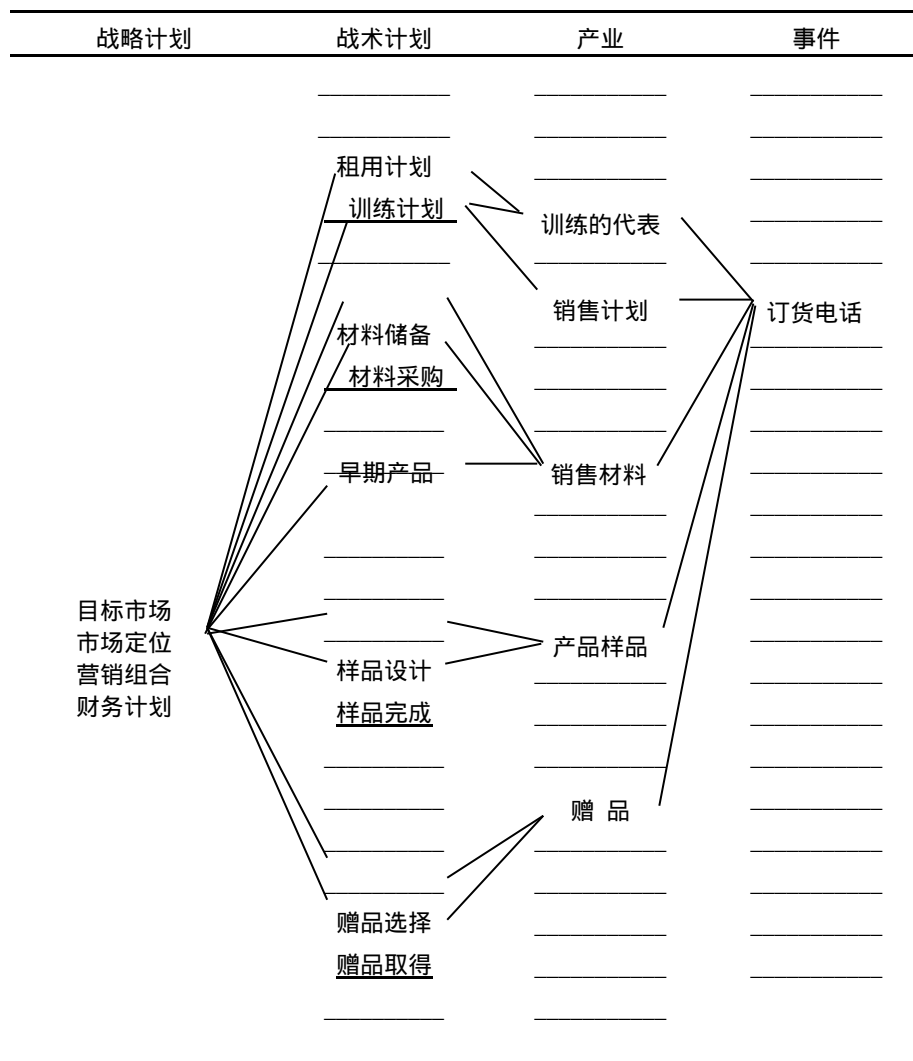 战略计划 战术计划 产业 事件
租用计划
训练计划
训练的代表
销售计划
订货电话
材料储备
材料采购
早期产品
销售材料
目标市场
市场定位
营销组合
财务计划
产品样品
样品设计
样品完成
赠 品
赠品选择
赠品取得